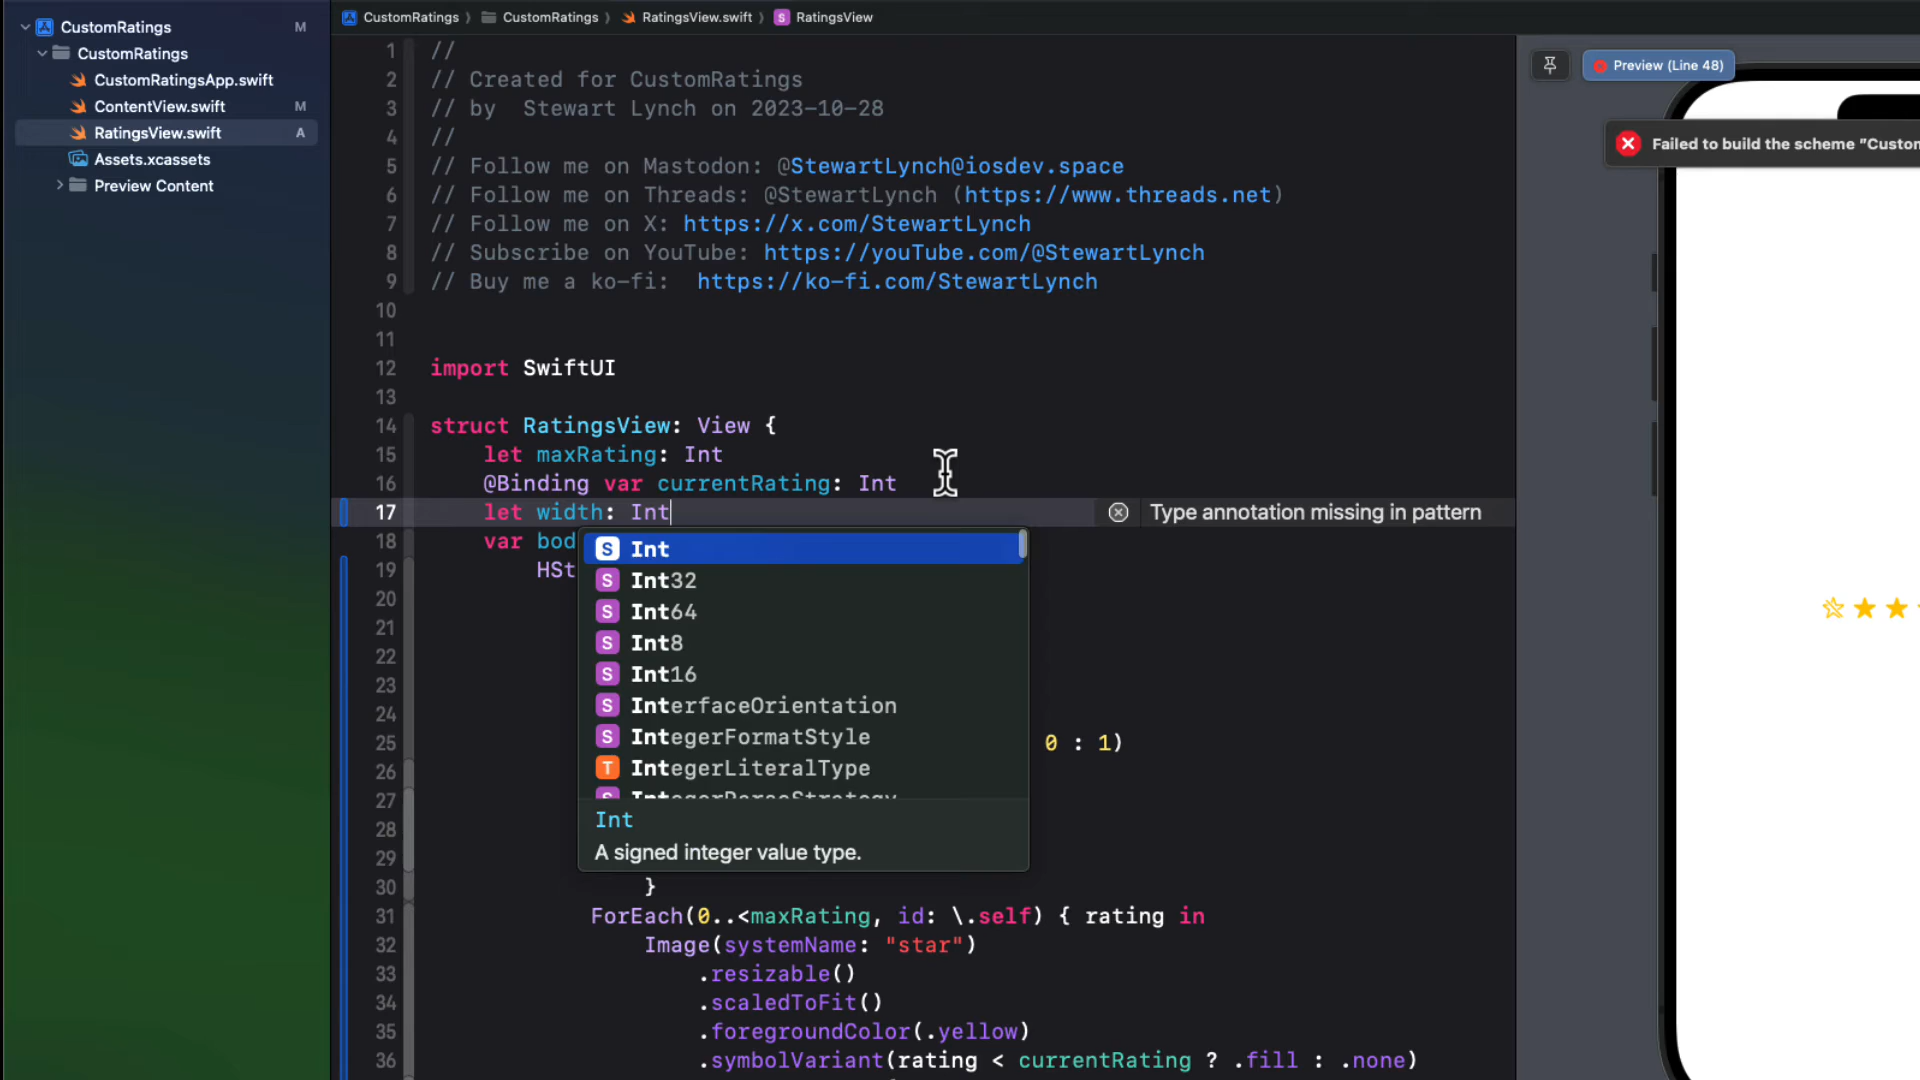 CustomRatings M
CustomRatings
CustomRatingsApp.swift
ContentView.swift M
RatingsView.swift A
Assets.xcassets
Preview Content
CustomRatings 〉 CustomRatings 〉 RatingsView.swift 〉 S RatingsView
1 //
2 // Created for CustomRatings
3 // by  Stewart Lynch on 2023-10-28
4 //
5 // Follow me on Mastodon: @StewartLynch@iosdev.space
6 // Follow me on Threads: @StewartLynch (https://www.threads.net)
7 // Follow me on X: https://x.com/StewartLynch
8 // Subscribe on YouTube: https://youTube.com/@StewartLynch
9 // Buy me a ko-fi:  https://ko-fi.com/StewartLynch
10
11
12 import SwiftUI
13
14 struct RatingsView: View {
15 let maxRating: Int
16 @Binding var currentRating: Int
17 let width: Int Type annotation missing in pattern
18 var bod
19 HSt
20
21
22
23
24
25 0 : 1)
26
27
28
29
30 }
31 ForEach(0..<maxRating, id: \.self) { rating in
32 Image(systemName: "star")
33 .resizable()
34 .scaledToFit()
35 .foregroundColor(.yellow)
36 .symbolVariant(rating < currentRating ? .fill : .none)
S Int
S Int32
S Int64
S Int8
S Int16
S InterfaceOrientation
S IntegerFormatStyle
T IntegerLiteralType
S IntegerParseStrategy
Int
A signed integer value type.
Preview (Line 48)
Failed to build the scheme "Custom